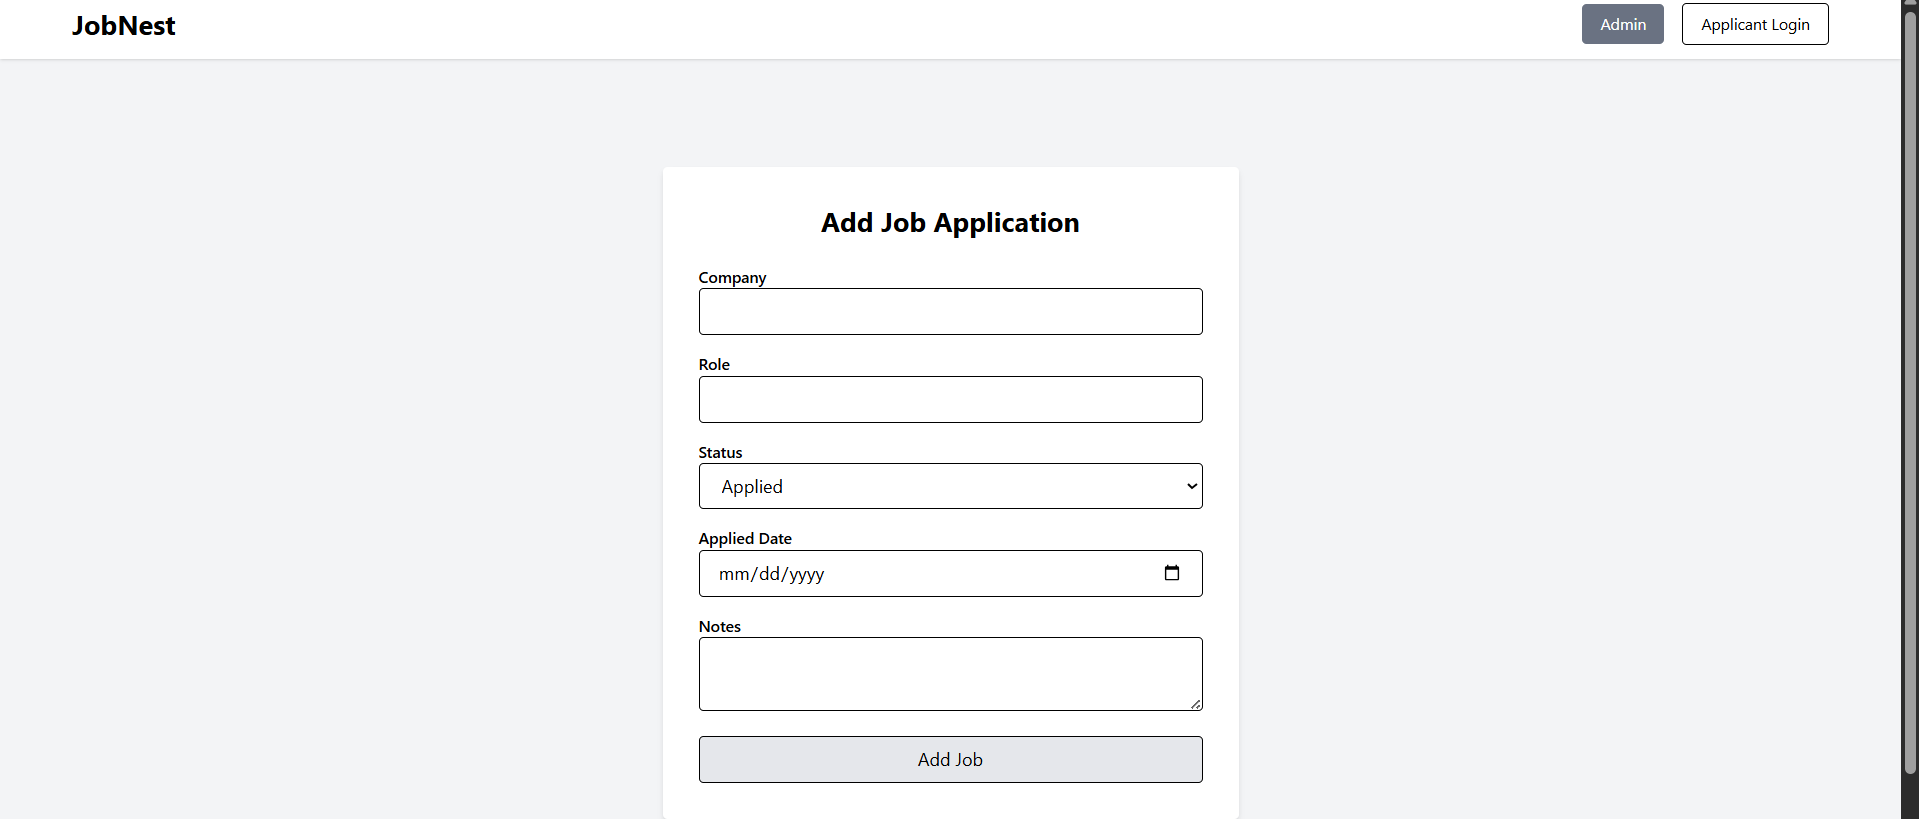 JobNest
Admin
Applicant Login
Add Job Application
Company
Role
Status
Applied
Applied Date
mm/dd/yyyy
Notes
Add Job